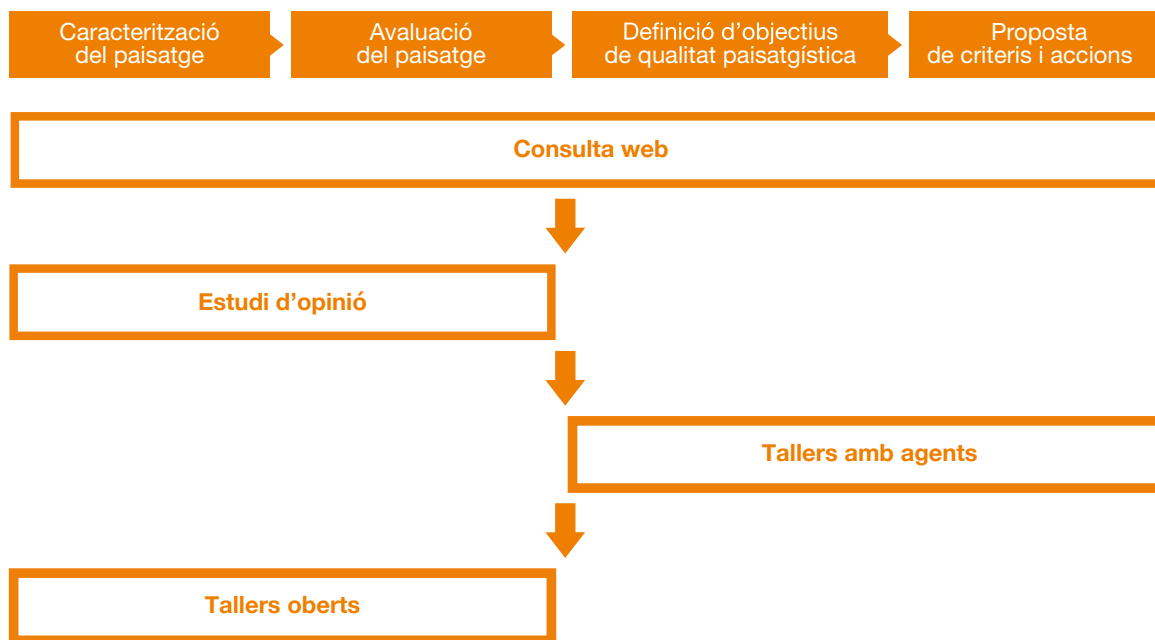 Caracterització
del paisatge
Avaluació
del paisatge
Definició d’objectius
de qualitat paisatgística
Proposta
de criteris i accions
Consulta web
Estudi d’opinió
Tallers amb agents
Tallers oberts